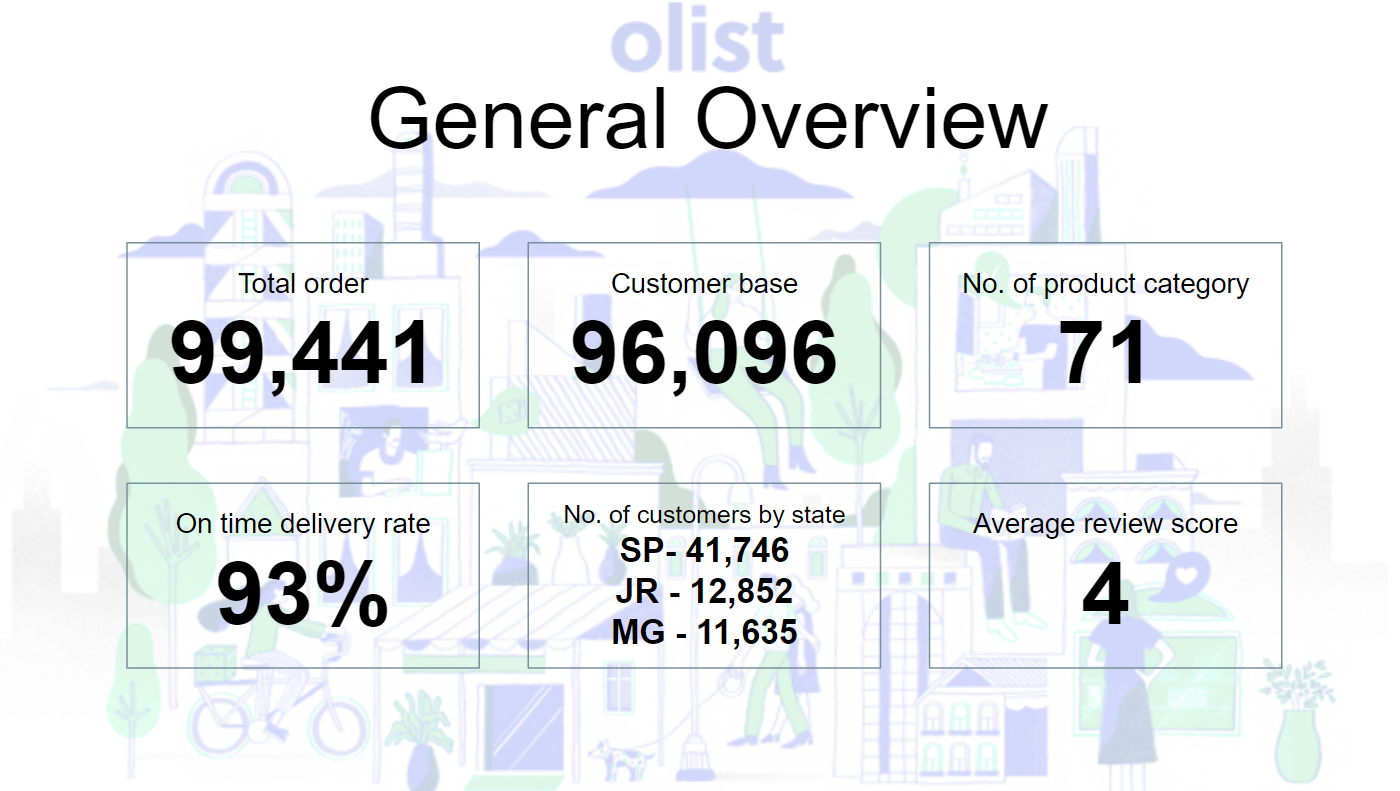 olist
General Overview
Total order
99,441
Customer base
96,096
No. of product category
71
On time delivery rate
93%
No. of customers by state
SP- 41,746
JR - 12,852
MG - 11,635
Average review score
4